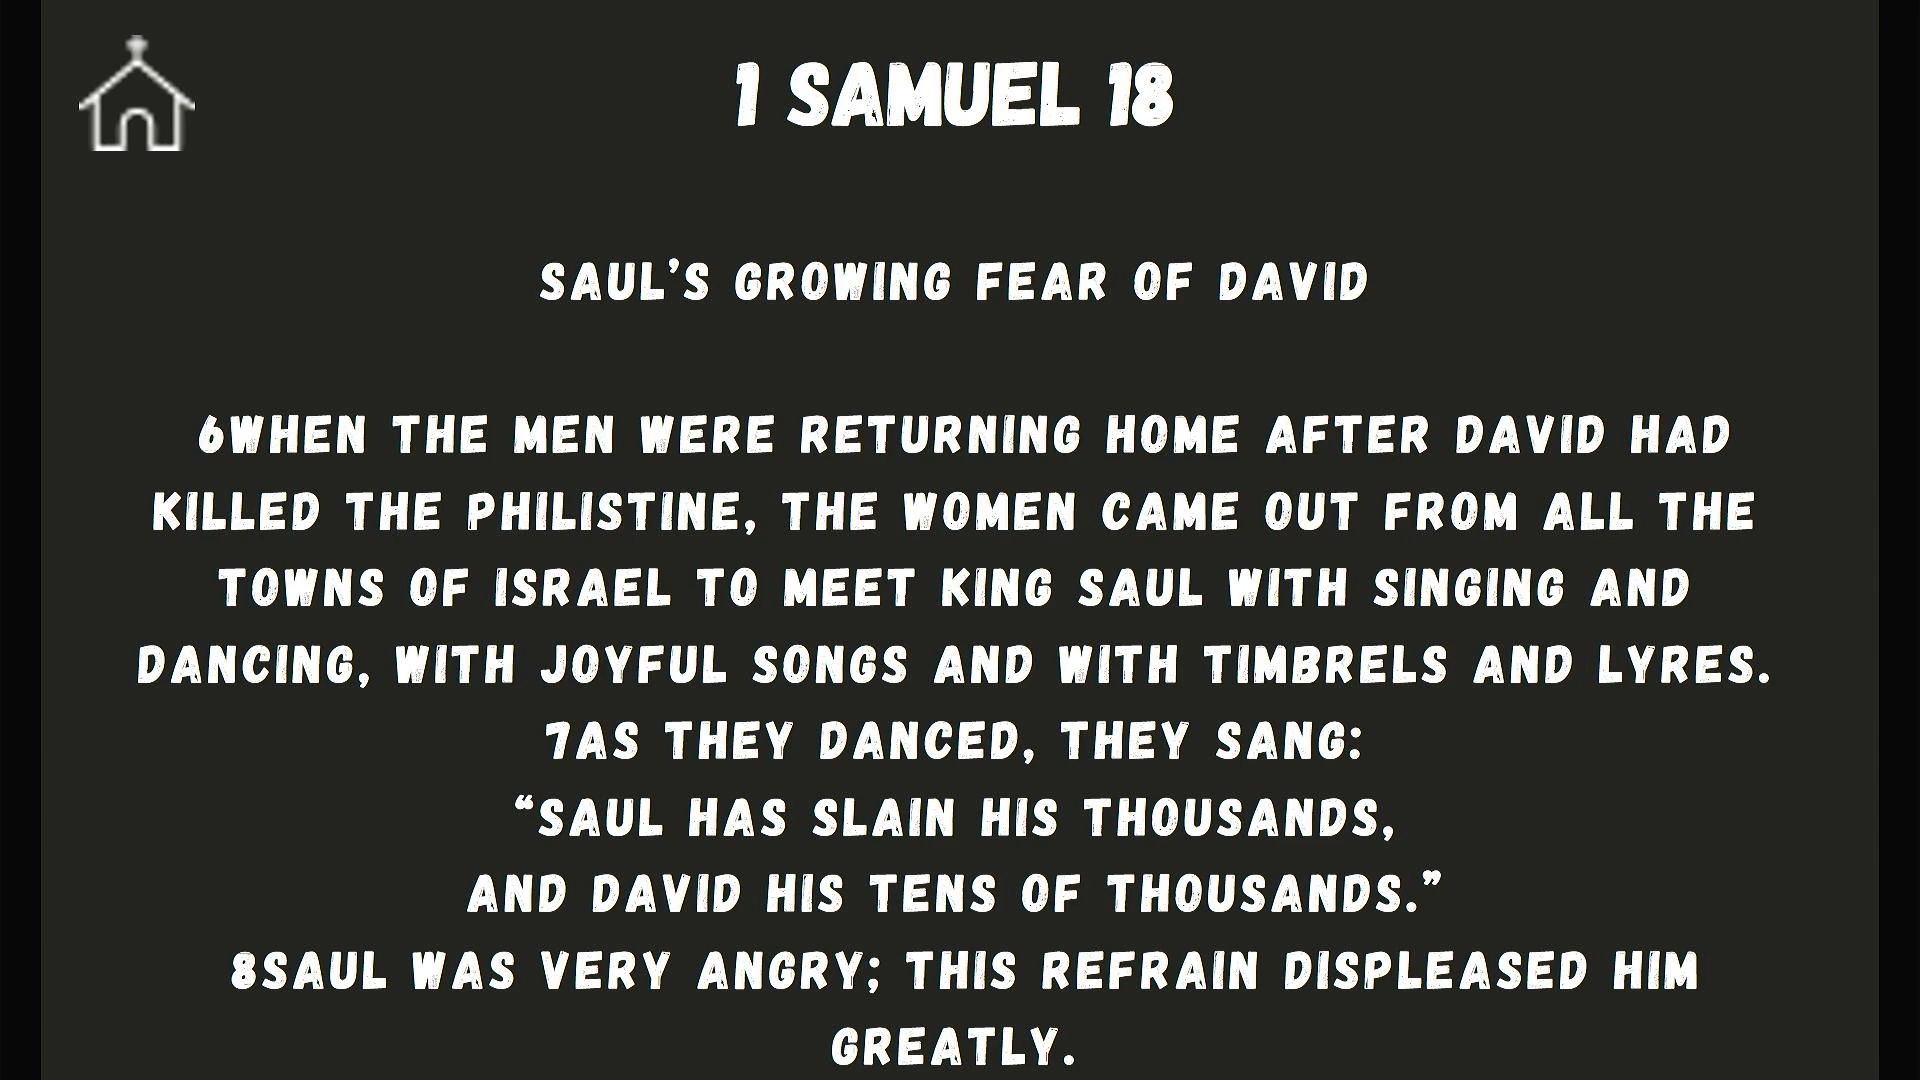 1 SAMUEL 18
SAUL’S GROWING FEAR OF DAVID
6WHEN THE MEN WERE RETURNING HOME AFTER DAVID HAD
KILLED THE PHILISTINE, THE WOMEN CAME OUT FROM ALL THE
TOWNS OF ISRAEL TO MEET KING SAUL WITH SINGING AND
DANCING, WITH JOYFUL SONGS AND WITH TIMBRELS AND LYRES.
7AS THEY DANCED, THEY SANG:
“SAUL HAS SLAIN HIS THOUSANDS,
AND DAVID HIS TENS OF THOUSANDS.”
8SAUL WAS VERY ANGRY; THIS REFRAIN DISPLEASED HIM
GREATLY.